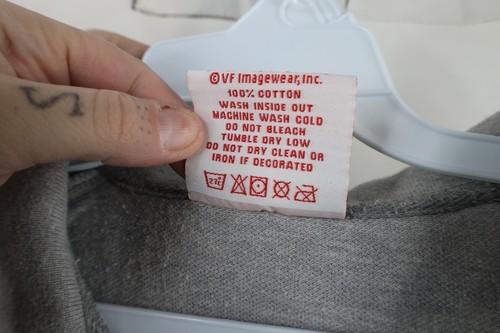 © VF Imagewear, Inc.
100% COTTON
WASH INSIDE OUT
MACHINE WASH COLD
DO NOT BLEACH
TUMBLE DRY LOW
DO NOT DRY CLEAN OR
IRON IF DECORATED
27C